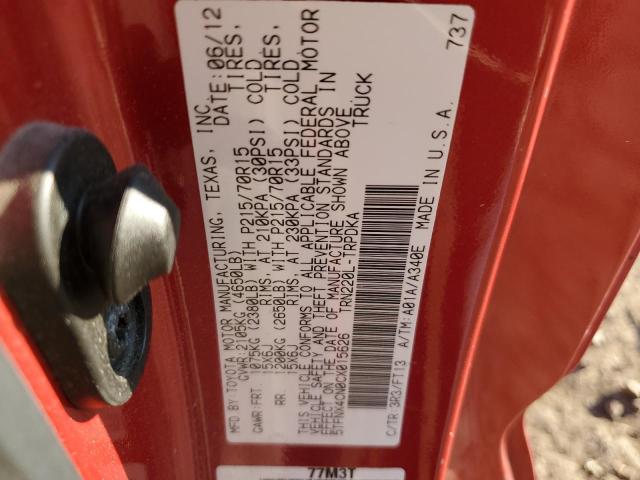 MFD.BY:TOYOTA MOTOR MANUFACTURING, TEXAS, INC. DATE:06/12
GVWR:2105KG (4650LB)
GAWR:FRT. 1075KG (2380LB) WITH P215/70R15 TIRES,
15X6J RIMS, AT 210KPA (30PSI) COLD
RR. 1200KG (2650LB) WITH P215/70R15 TIRES,
15X6J RIMS, AT 230KPA (33PSI) COLD
THIS VEHICLE CONFORMS TO ALL APPLICABLE FEDERAL MOTOR
VEHICLE SAFETY AND THEFT PREVENTION STANDARDS IN
EFFECT ON THE DATE OF MANUFACTURE SHOWN ABOVE.
5TFNX4CN0CX015626 TRN220L-TRPDKA TRUCK
C/TR:3R3/FT13 A/TM:A01A/A340E MADE IN U.S.A. 737
77M3T